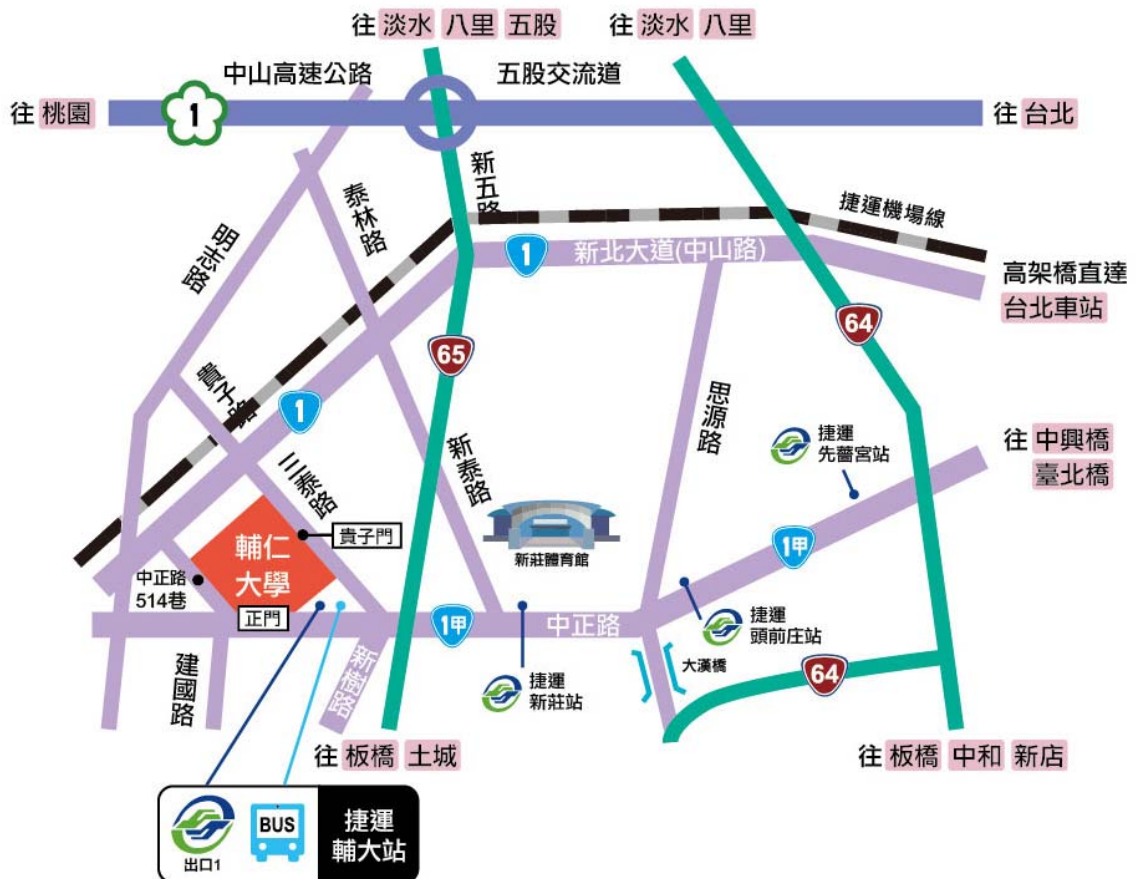 往 淡水 八里 五股
往 淡水 八里
中山高速公路
五股交流道
往 桃園
1
往 台北
新五路
泰林路
明志路
捷運機場線
1
新北大道(中山路)
高架橋直達
台北車站
65
64
貴子路
1
思源路
新泰路
捷運
先嗇宮站
往 中興橋
臺北橋
三泰路
新莊體育館
貴子門
輔仁
大學
中正路
514巷
正門
1甲
1甲
中正路
捷運
頭前庄站
大漢橋
64
建國路
新樹路
捷運
新莊站
往 板橋 土城
往 板橋 中和 新店
出口1
BUS
捷運
輔大站